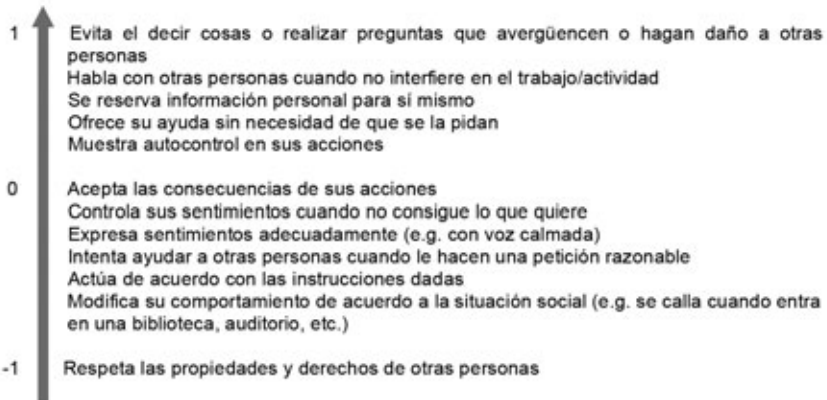 1 Evita el decir cosas o realizar preguntas que avergüencen o hagan daño a otras
personas
Habla con otras personas cuando no interfiere en el trabajo/actividad
Se reserva información personal para sí mismo
Ofrece su ayuda sin necesidad de que se la pidan
Muestra autocontrol en sus acciones
0 Acepta las consecuencias de sus acciones
Controla sus sentimientos cuando no consigue lo que quiere
Expresa sentimientos adecuadamente (e.g. con voz calmada)
Intenta ayudar a otras personas cuando le hacen una petición razonable
Actúa de acuerdo con las instrucciones dadas
Modifica su comportamiento de acuerdo a la situación social (e.g. se calla cuando entra
en una biblioteca, auditorio, etc.)
-1 Respeta las propiedades y derechos de otras personas